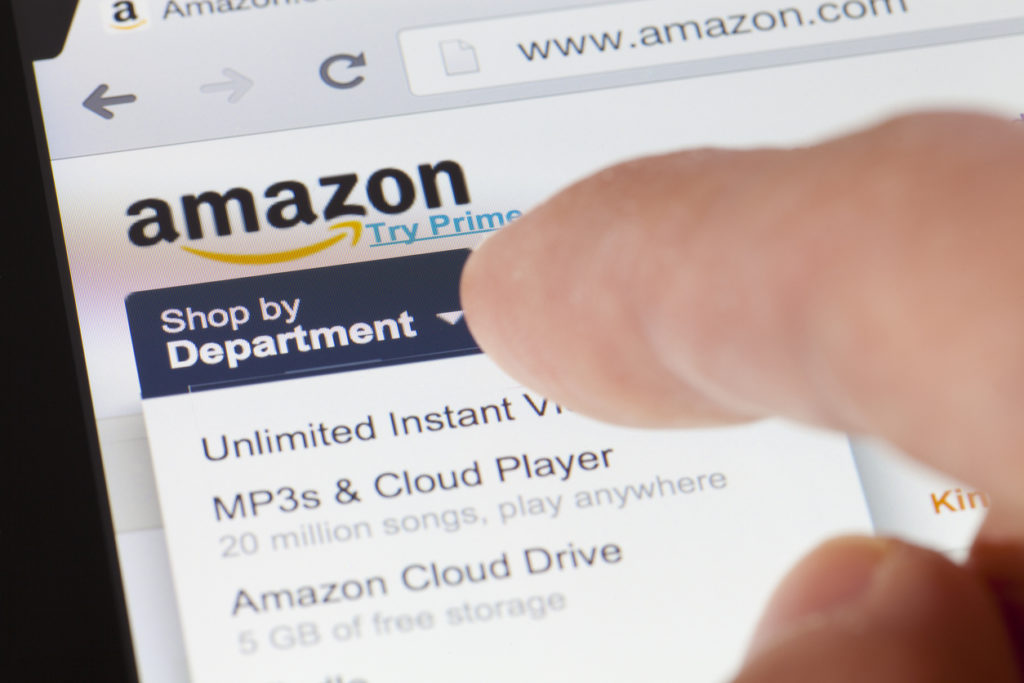 a
www.amazon.com
amazon
Try Prime
Shop by
Department
Unlimited Instant
MP3s & Cloud Player
20 million songs, play anywhere
Amazon Cloud Drive
5 GB of free storage